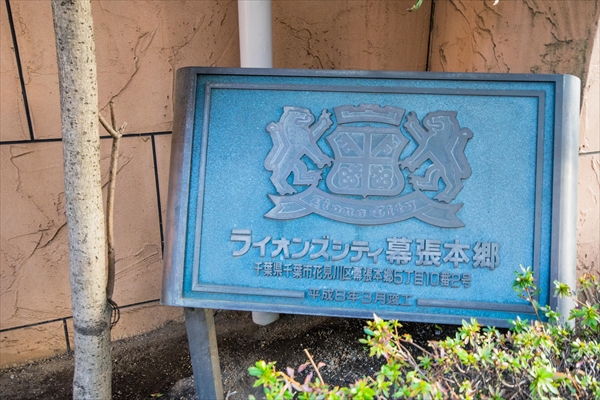 Lions City
ライオンズシティ幕張本郷
千葉県千葉市花見川区幕張本郷5丁目10番2号
平成8年3月竣工